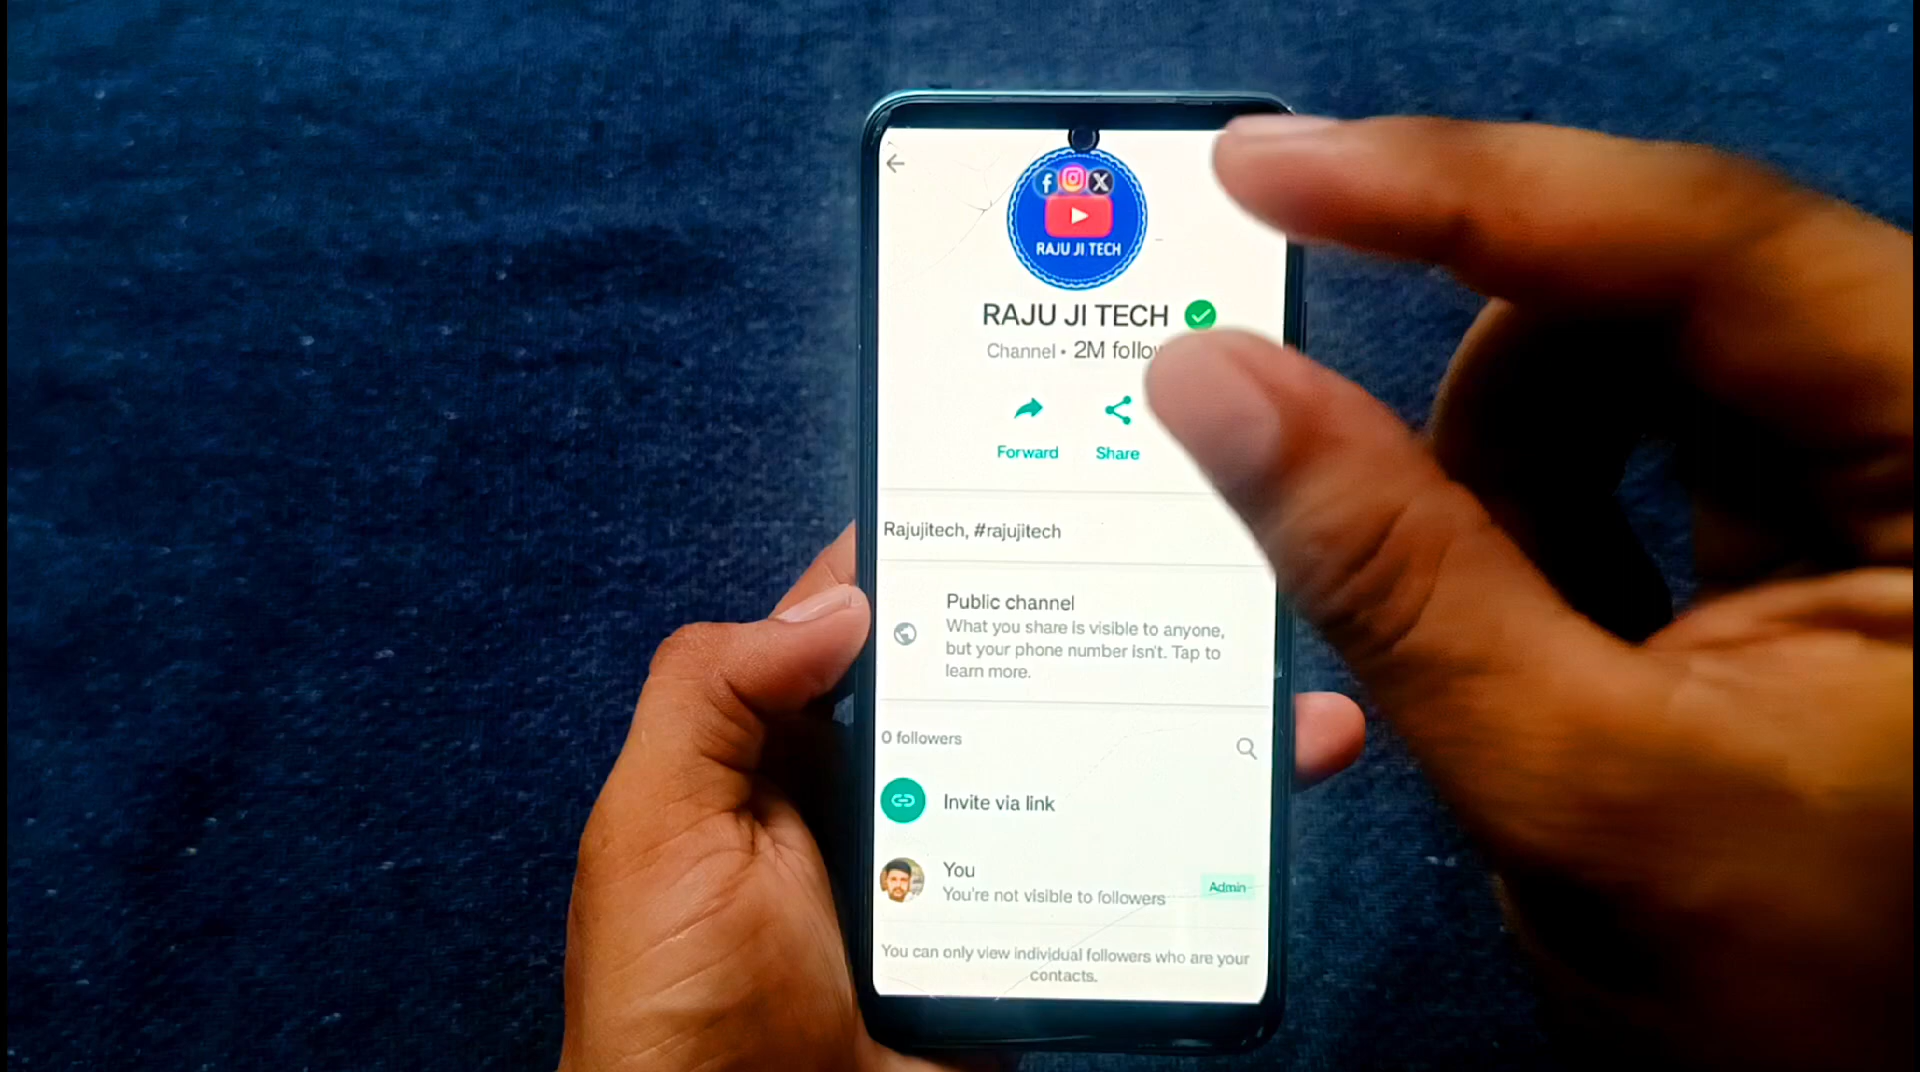 RAJU JI TECH
RAJU JI TECH
Channel • 2M
Forward Share
Rajujitech, #rajujitech
Public channel
What you share is visible to anyone,
but your phone number isn't. Tap to
learn more.
0 followers
Invite via link
You
You're not visible to followers
Admin
You can only view individual followers who are your
contacts.